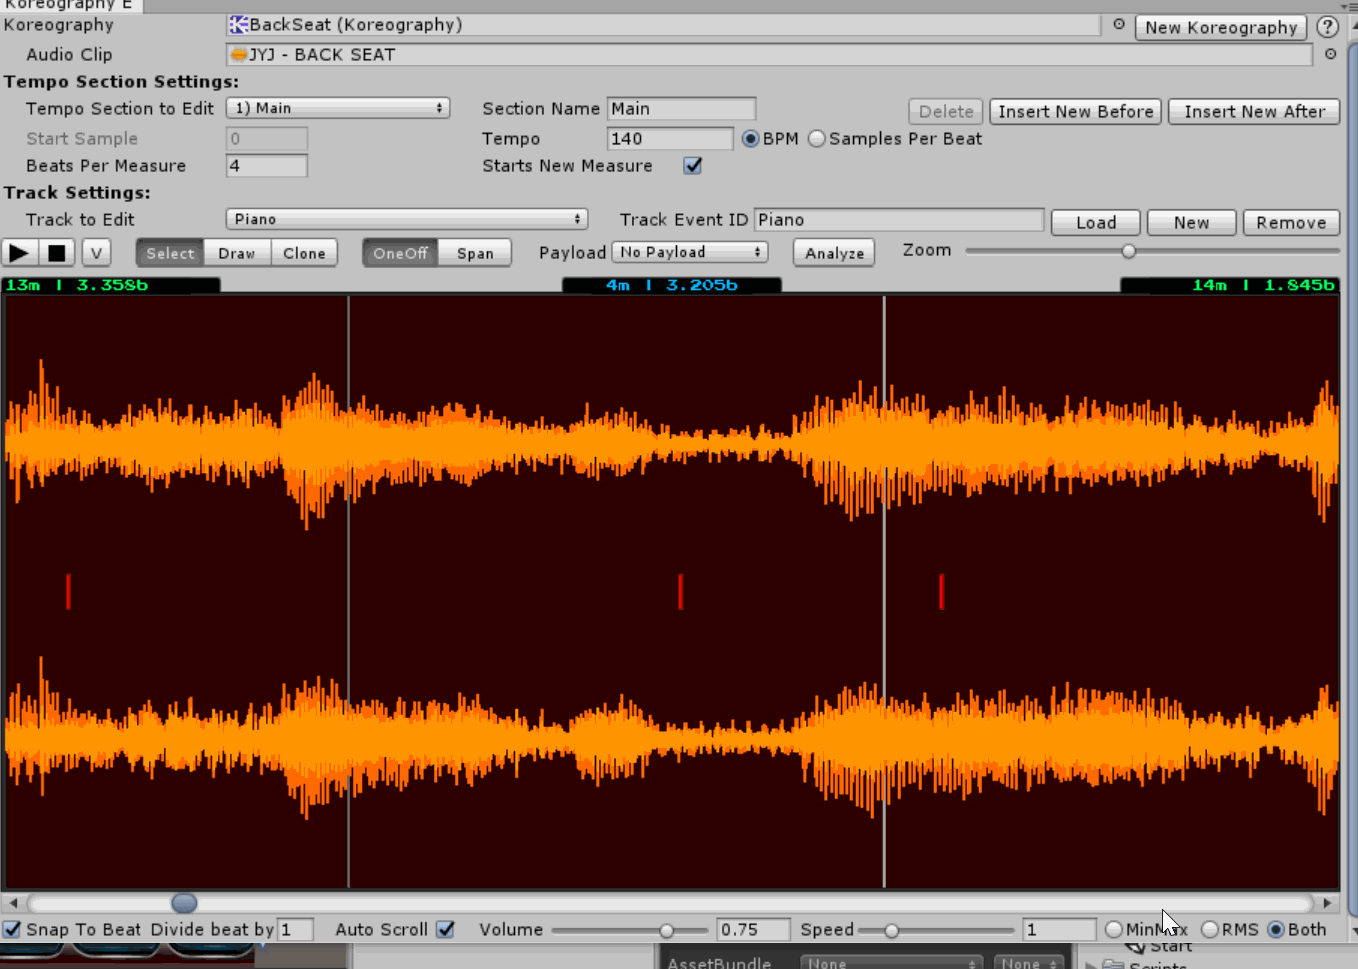 Koreography E
Koreography BackSeat (Koreography) New Koreography ?
Audio Clip JYJ - BACK SEAT
Tempo Section Settings:
Tempo Section to Edit 1) Main Section Name Main Delete Insert New Before Insert New After
Start Sample 0 Tempo 140 BPM Samples Per Beat
Beats Per Measure 4 Starts New Measure
Track Settings:
Track to Edit Piano Track Event ID Piano Load New Remove
V Select Draw Clone OneOff Span Payload No Payload Analyze Zoom
13m | 3.358b 4m | 3.205b 14m | 1.845b
Snap To Beat Divide beat by 1 Auto Scroll Volume 0.75 Speed 1 MinMax RMS Both
Start
AssetBundle None None Scripts